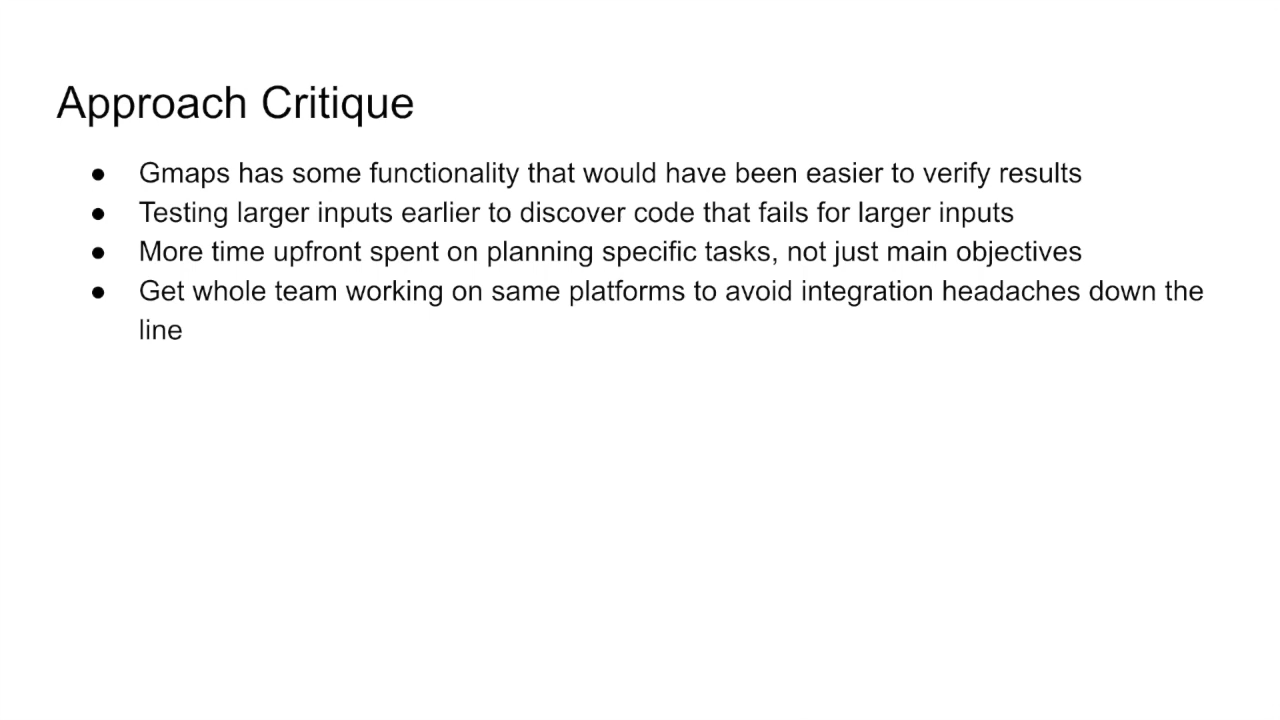 Approach Critique
● Gmaps has some functionality that would have been easier to verify results
● Testing larger inputs earlier to discover code that fails for larger inputs
● More time upfront spent on planning specific tasks, not just main objectives
● Get whole team working on same platforms to avoid integration headaches down the
line